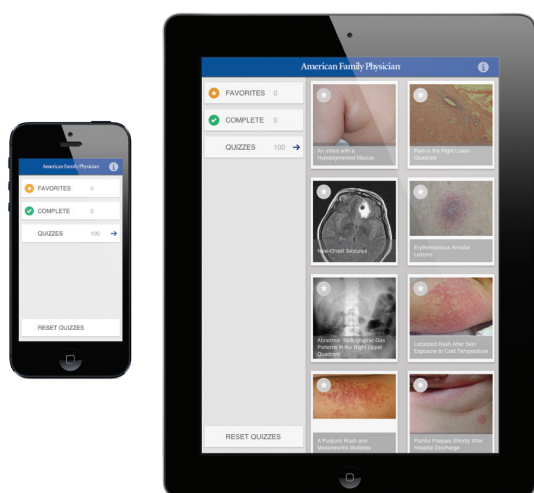 American Family Physician
FAVORITES 0
COMPLETE 0
QUIZZES 100
RESET QUIZZES
American Family Physician
FAVORITES 0
COMPLETE 0
QUIZZES 100
RESET QUIZZES
An Infant with a
Hypopigmented Macule
Pain in the Right Lower
Quadrant
New-Onset Seizures
Erythematous Annular
Lesions
Abnormal Radiographic Gas
Patterns in the Right Upper
Quadrant
Localized Rash After Skin
Exposure to Cold Temperature
A Purpuric Rash and
Mononeuritis Multiplex
Painful Plaques Shortly After
Hospital Discharge